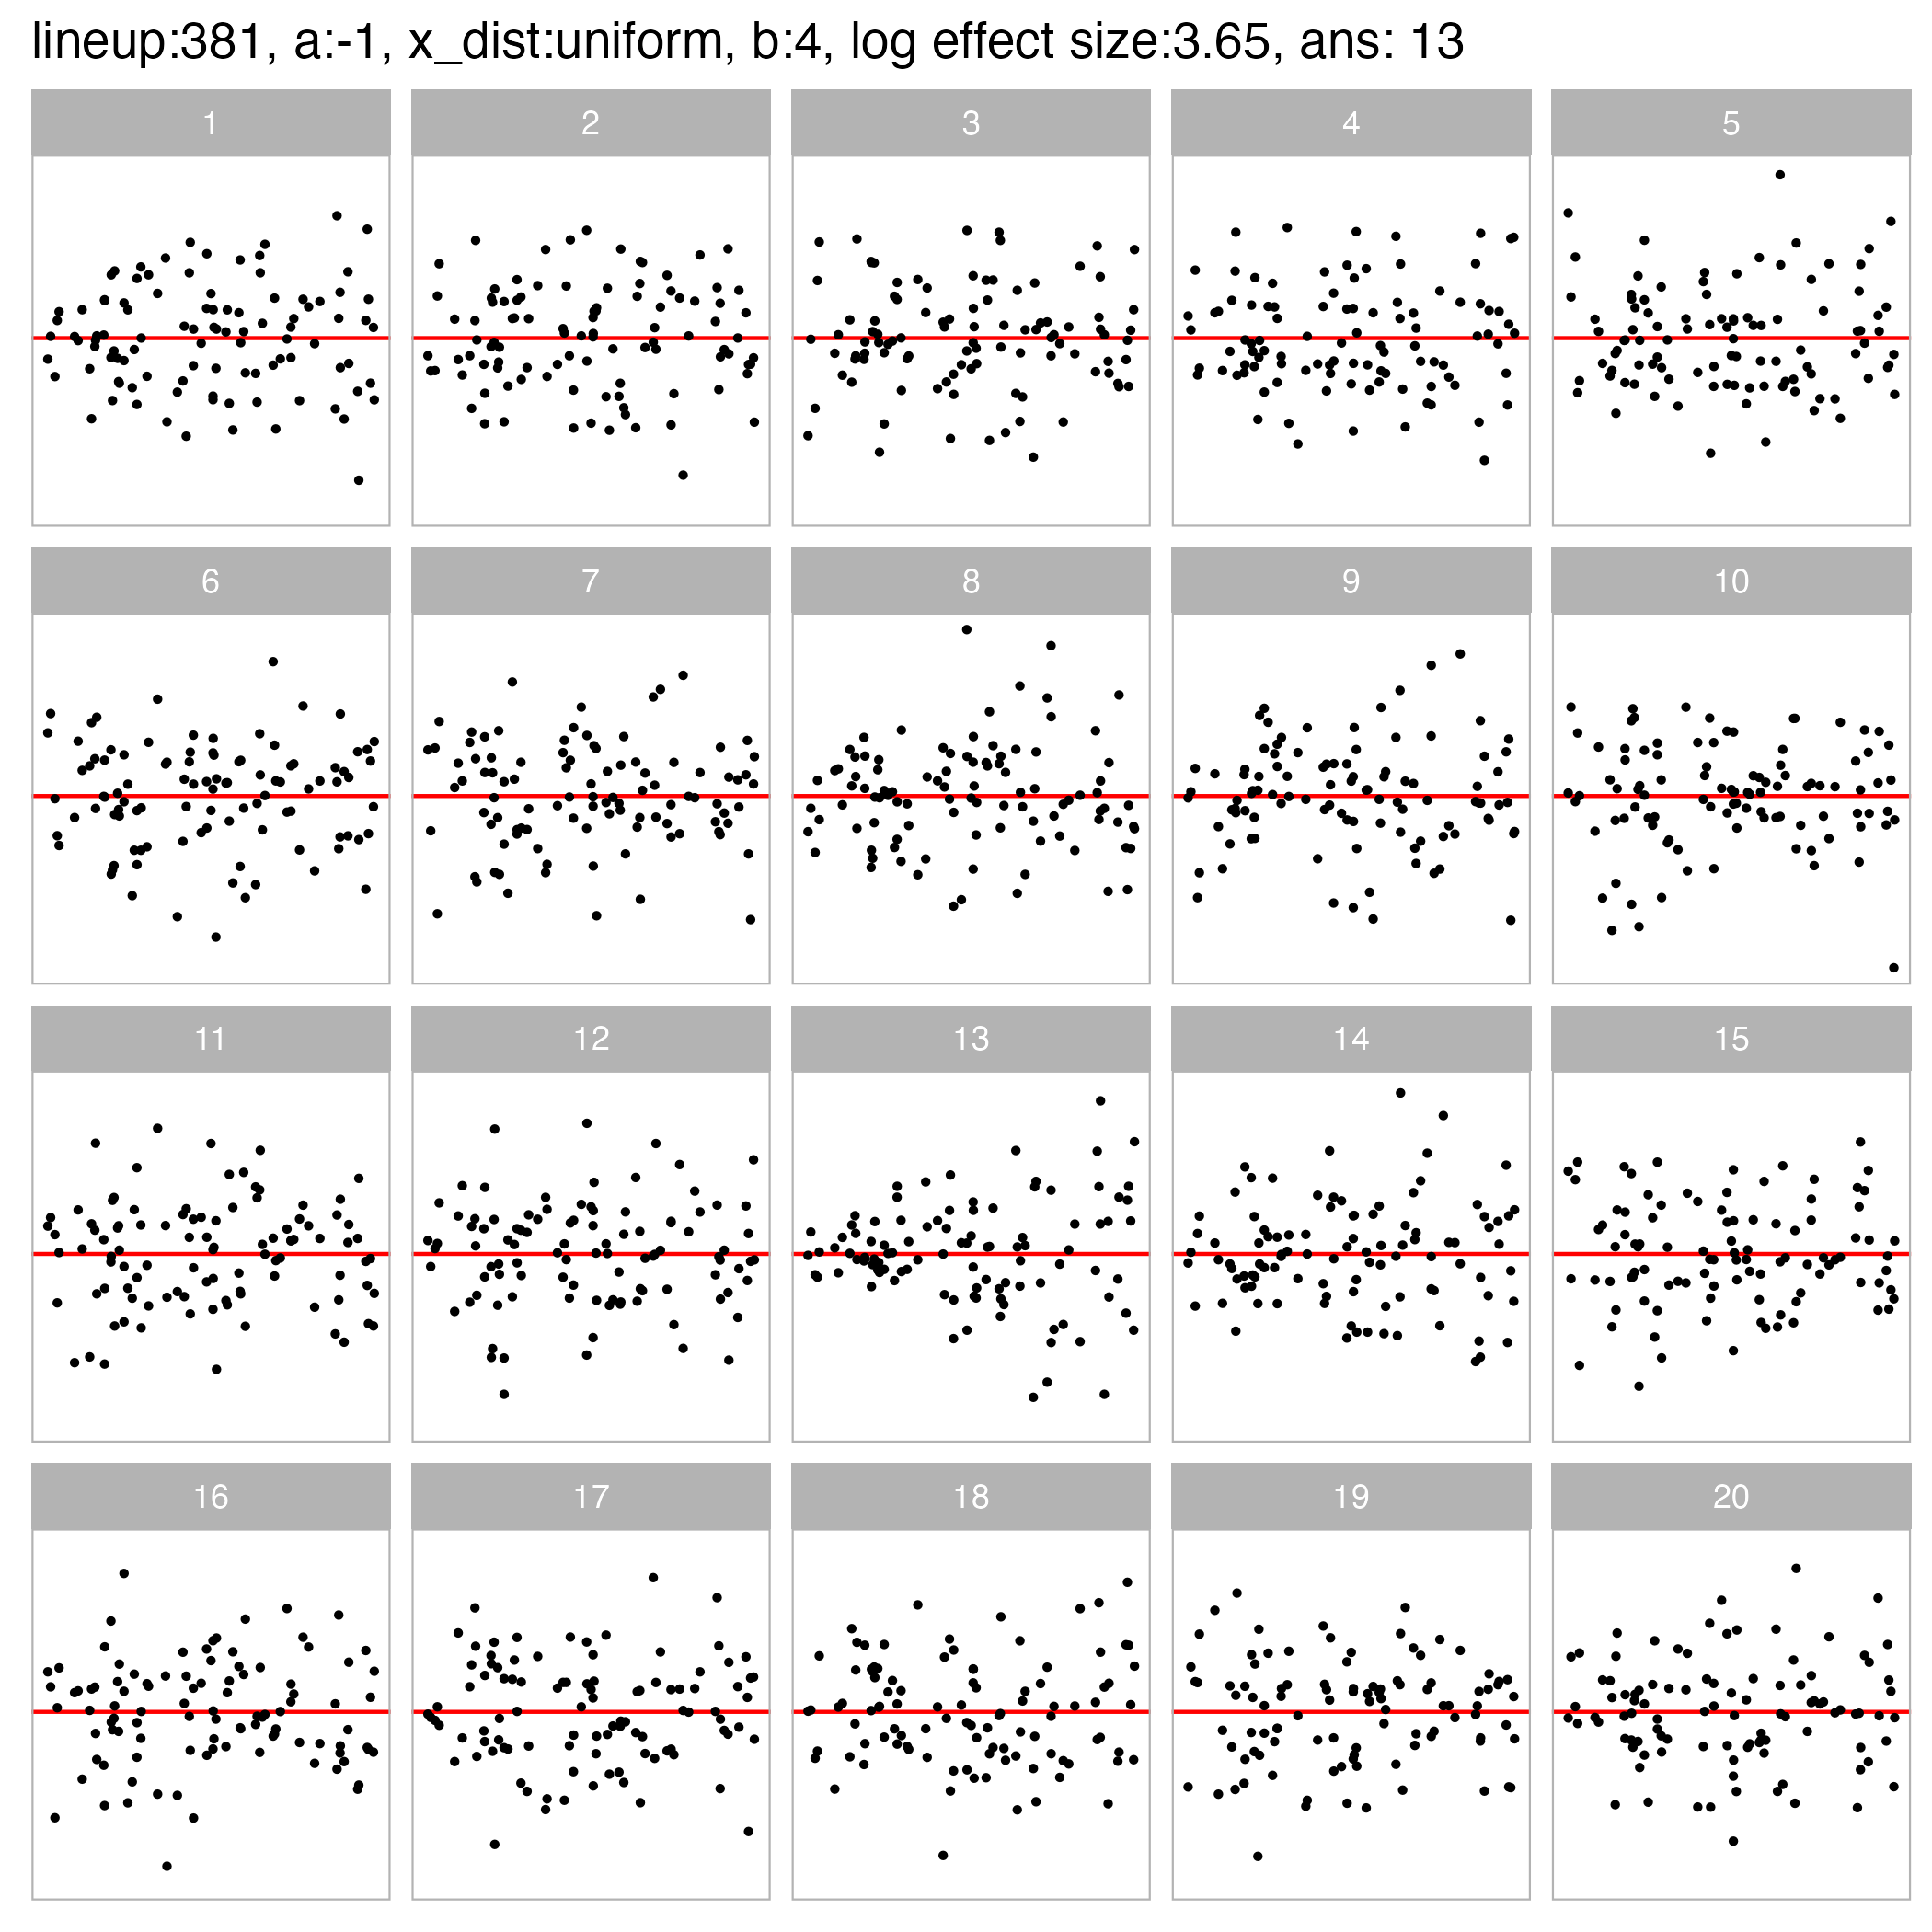 lineup:381, a:-1, x_dist:uniform, b:4, log effect size:3.65, ans: 13
1 2 3 4 5
6 7 8 9 10
11 12 13 14 15
16 17 18 19 20